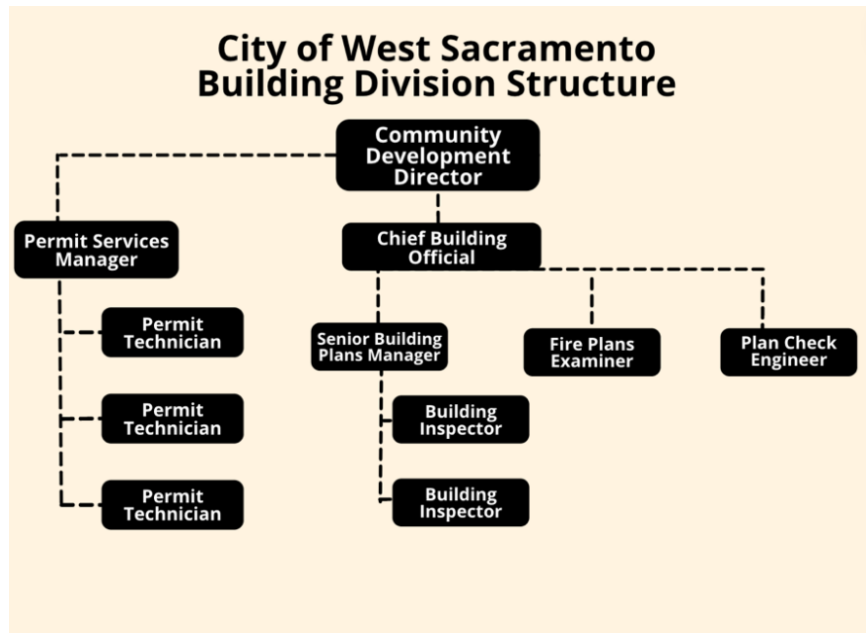 City of West Sacramento
Building Division Structure
Community
Development
Director
Permit Services
Manager
Chief Building
Official
Permit
Technician
Senior Building
Plans Manager
Fire Plans
Examiner
Plan Check
Engineer
Permit
Technician
Building
Inspector
Permit
Technician
Building
Inspector